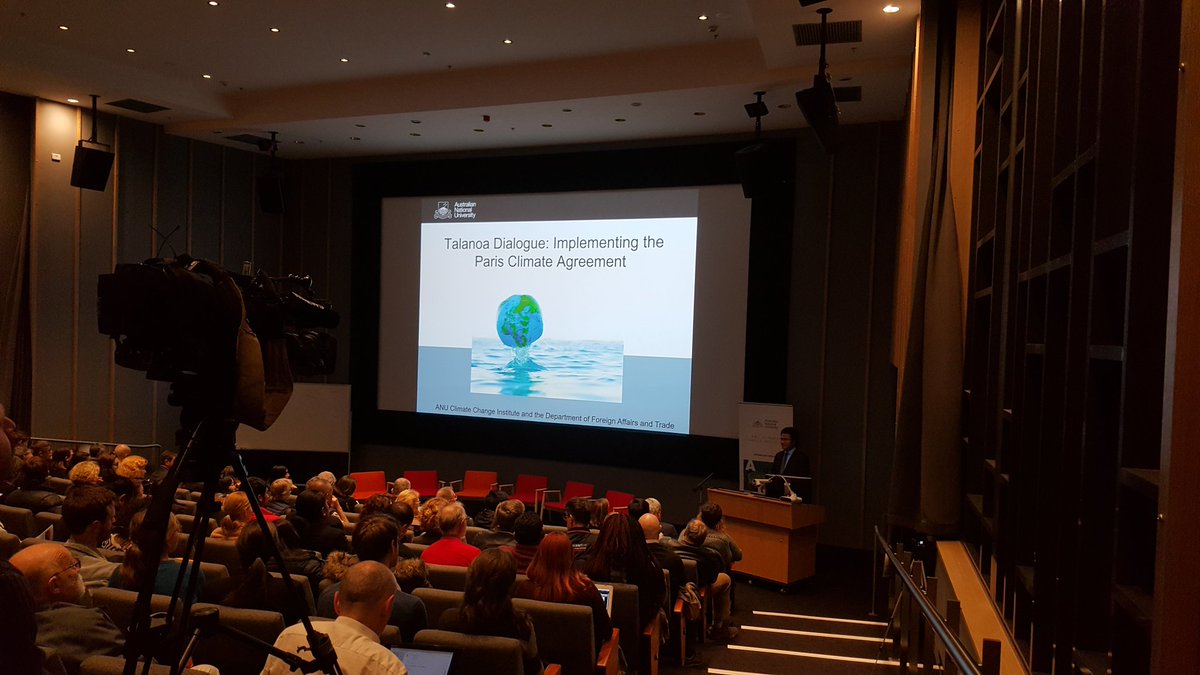 Australian
National
University
Talanoa Dialogue: Implementing the
Paris Climate Agreement
ANU Climate Change Institute and the Department of Foreign Affairs and Trade